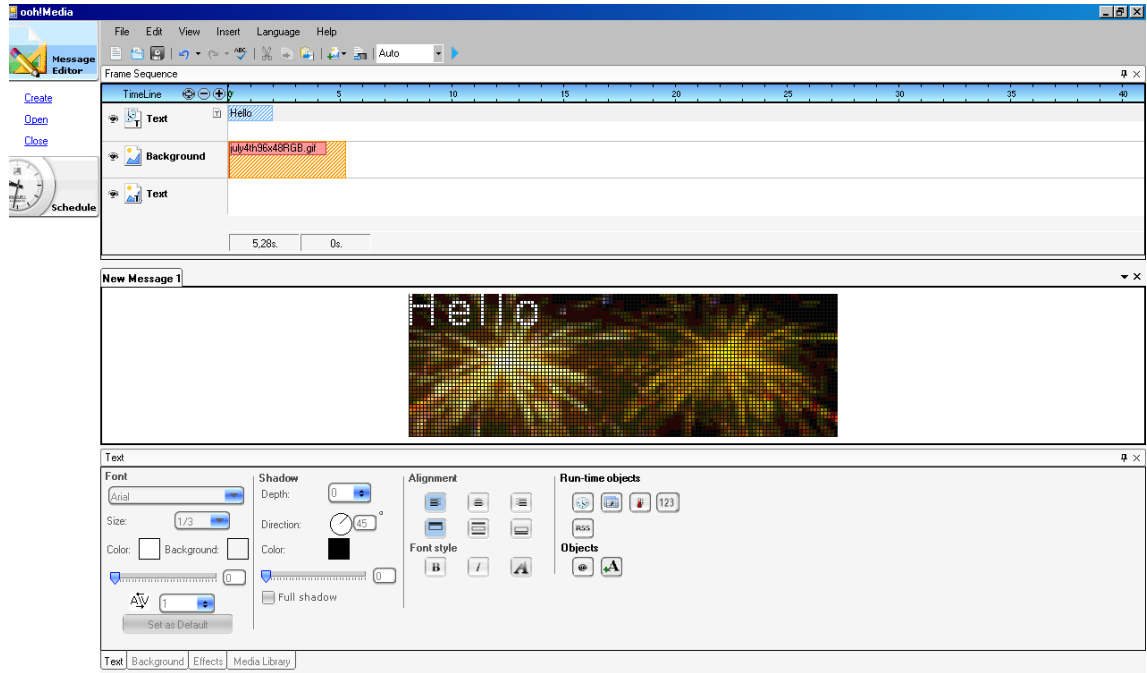 ooh!Media
File Edit View Insert Language Help
Message Editor
ABC
Auto
Frame Sequence
Create
Open
Close
Schedule
TimeLine
0 5 10 15 20 25 30 35 40
Text
T
Hello
Background
july4th96x48RGB.gif
Text
5,28s. 0s.
New Message 1
Hello
Text
Font
Arial
Size: 1/3
Color: Background:
0
AV 1
Set as Default
Shadow
Depth: 0
Direction: 45 °
Color:
0
Full shadow
Alignment
Font style
B I A
Run-time objects
123
RSS
Objects
@ +A
Text Background Effects Media Library